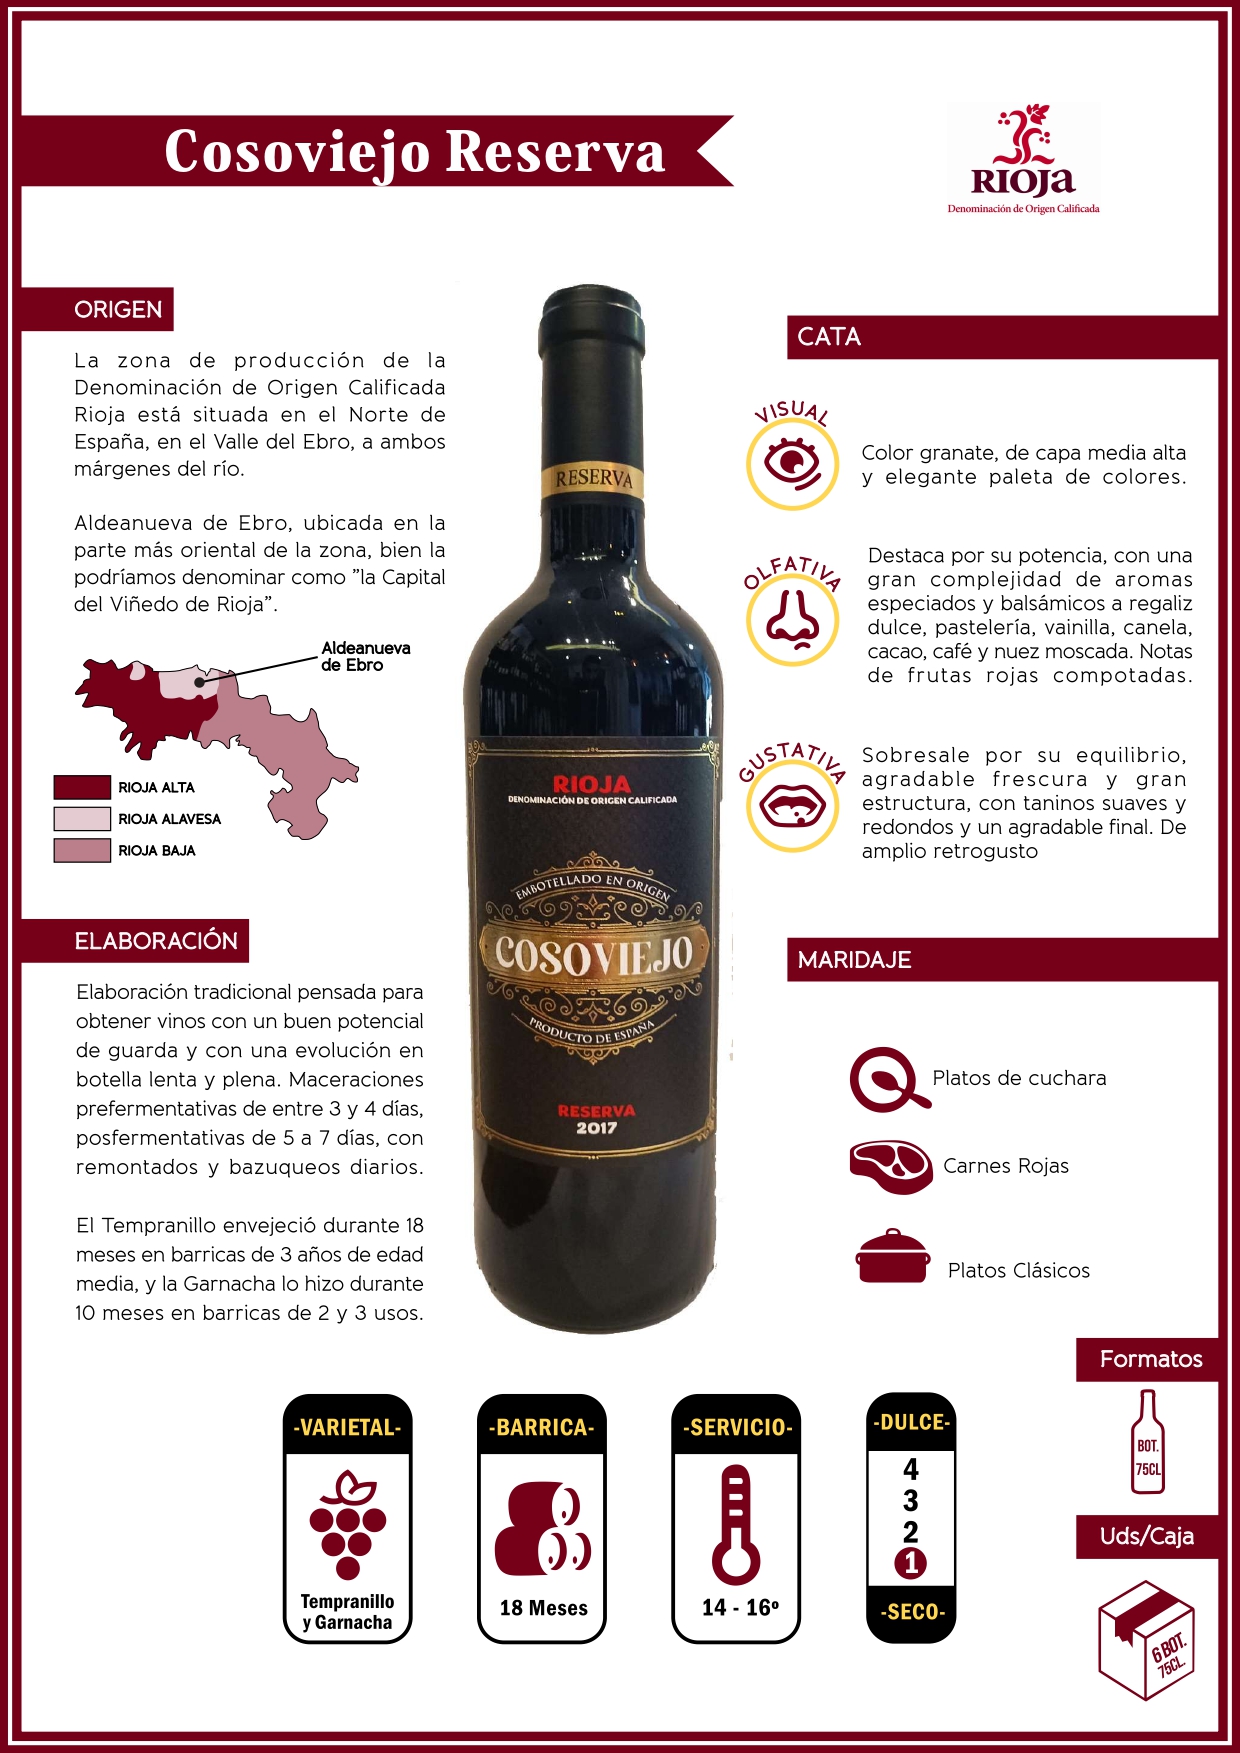 Cosoviejo Reserva
RIOJa
Denominación de Origen Calificada
ORIGEN
La zona de producción de la
Denominación de Origen Calificada
Rioja está situada en el Norte de
España, en el Valle del Ebro, a ambos
márgenes del río.
Aldeanueva de Ebro, ubicada en la
parte más oriental de la zona, bien la
podríamos denominar como ”la Capital
del Viñedo de Rioja”.
Aldeanueva
de Ebro
RIOJA ALTA
RIOJA ALAVESA
RIOJA BAJA
ELABORACIÓN
Elaboración tradicional pensada para
obtener vinos con un buen potencial
de guarda y con una evolución en
botella lenta y plena. Maceraciones
prefermentativas de entre 3 y 4 días,
posfermentativas de 5 a 7 días, con
remontados y bazuqueos diarios.
El Tempranillo envejeció durante 18
meses en barricas de 3 años de edad
media, y la Garnacha lo hizo durante
10 meses en barricas de 2 y 3 usos.
RESERVA
RIOJA
DENOMINACIÓN DE ORIGEN CALIFICADA
EMBOTELLADO EN ORIGEN
COSOVIEJO
PRODUCTO DE ESPAÑA
RESERVA
2017
CATA
VISUAL
Color granate, de capa media alta
y elegante paleta de colores.
OLFATIVA
Destaca por su potencia, con una
gran complejidad de aromas
especiados y balsámicos a regaliz
dulce, pastelería, vainilla, canela,
cacao, café y nuez moscada. Notas
de frutas rojas compotadas.
GUSTATIVA
Sobresale por su equilibrio,
agradable frescura y gran
estructura, con taninos suaves y
redondos y un agradable final. De
amplio retrogusto
MARIDAJE
Platos de cuchara
Carnes Rojas
Platos Clásicos
-VARIETAL-
Tempranillo
y Garnacha
-BARRICA-
18 Meses
-SERVICIO-
14 - 16º
-DULCE-
4
3
2
1
-SECO-
Formatos
BOT.
75CL
Uds/Caja
6 BOT.
75CL.